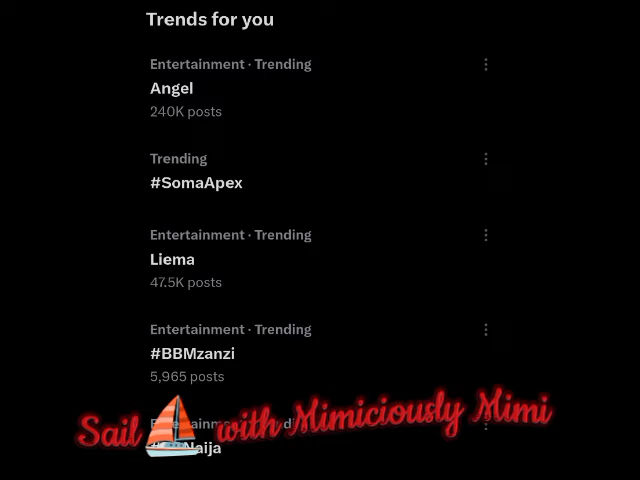 Trends for you
Entertainment · Trending
Angel
240K posts
Trending
#SomaApex
Entertainment · Trending
Liema
47.5K posts
Entertainment · Trending
#BBMzanzi
5,965 posts
Sail with Mimiciously Mimi